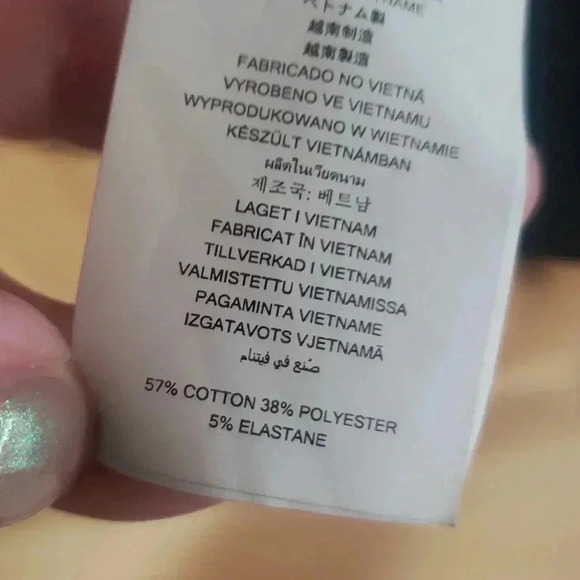 VIETNAME
ベトナム製
越南制造
越南製造
FABRICADO NO VIETNÃ
VYROBENO VE VIETNAMU
WYPRODUKOWANO W WIETNAMIE
KÉSZÜLT VIETNÁMBAN
ผลิตในเวียดนาม
제조국: 베트남
LAGET I VIETNAM
FABRICAT ÎN VIETNAM
TILLVERKAD I VIETNAM
VALMISTETTU VIETNAMISSA
PAGAMINTA VIETNAME
IZGATAVOTS VJETNAMĀ
صُنع في فيتنام
57% COTTON 38% POLYESTER
5% ELASTANE